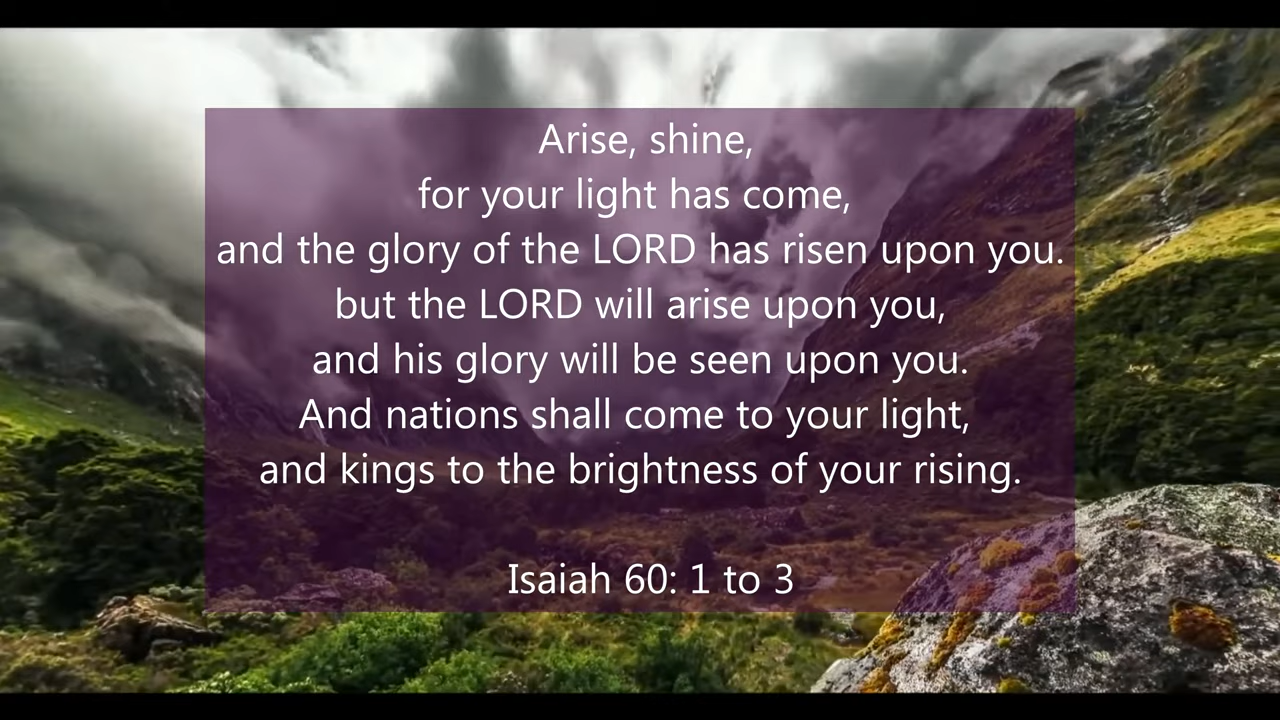 Arise, shine,
for your light has come,
and the glory of the LORD has risen upon you.
but the LORD will arise upon you,
and his glory will be seen upon you.
And nations shall come to your light,
and kings to the brightness of your rising.
Isaiah 60: 1 to 3